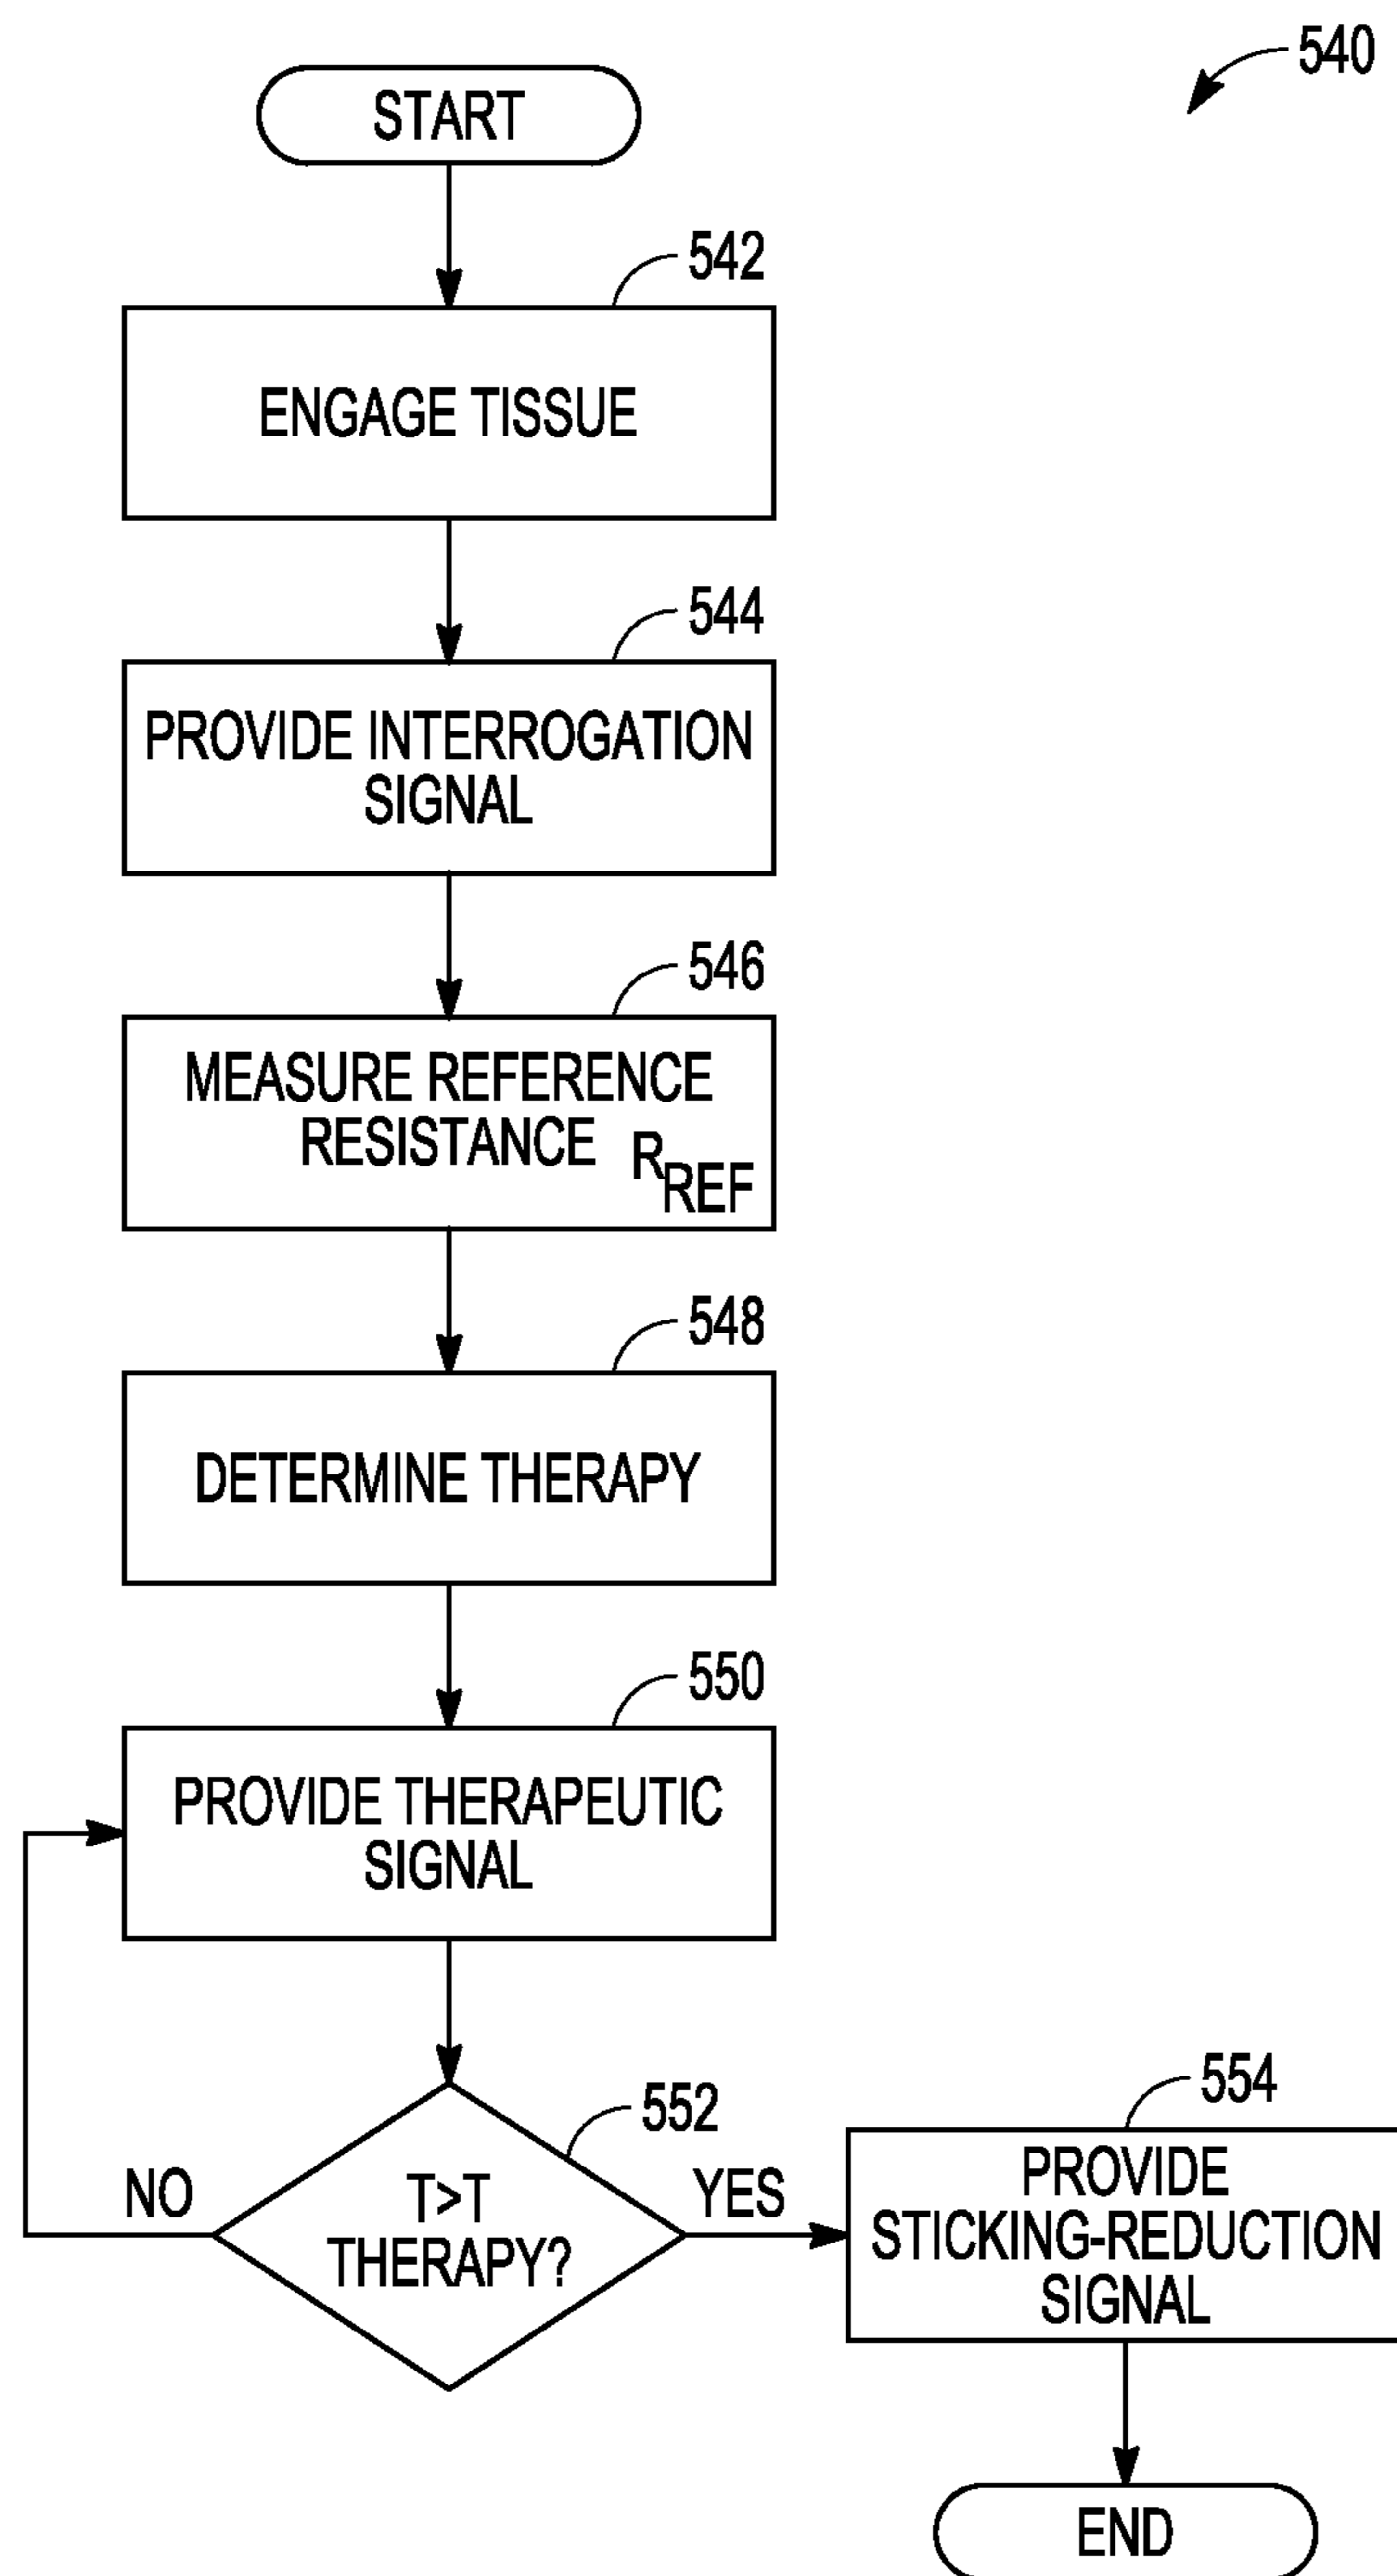 540
START
542
ENGAGE TISSUE
544
PROVIDE INTERROGATION
SIGNAL
546
MEASURE REFERENCE
RESISTANCE R REF
548
DETERMINE THERAPY
550
PROVIDE THERAPEUTIC
SIGNAL
552
T>T
THERAPY?
NO
YES
554
PROVIDE
STICKING-REDUCTION
SIGNAL
END